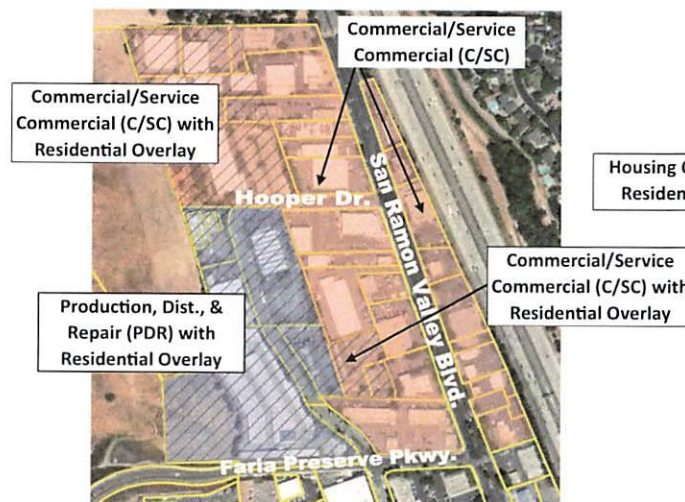 Commercial/Service
Commercial (C/SC)
Commercial/Service
Commercial (C/SC) with
Residential Overlay
San Ramon Valley Blvd.
Hooper Dr.
Housing
Commercial/Service
Commercial (C/SC) with
Residential Overlay
Production, Dist., &
Repair (PDR) with
Residential Overlay
Faria Preserve Pkwy.